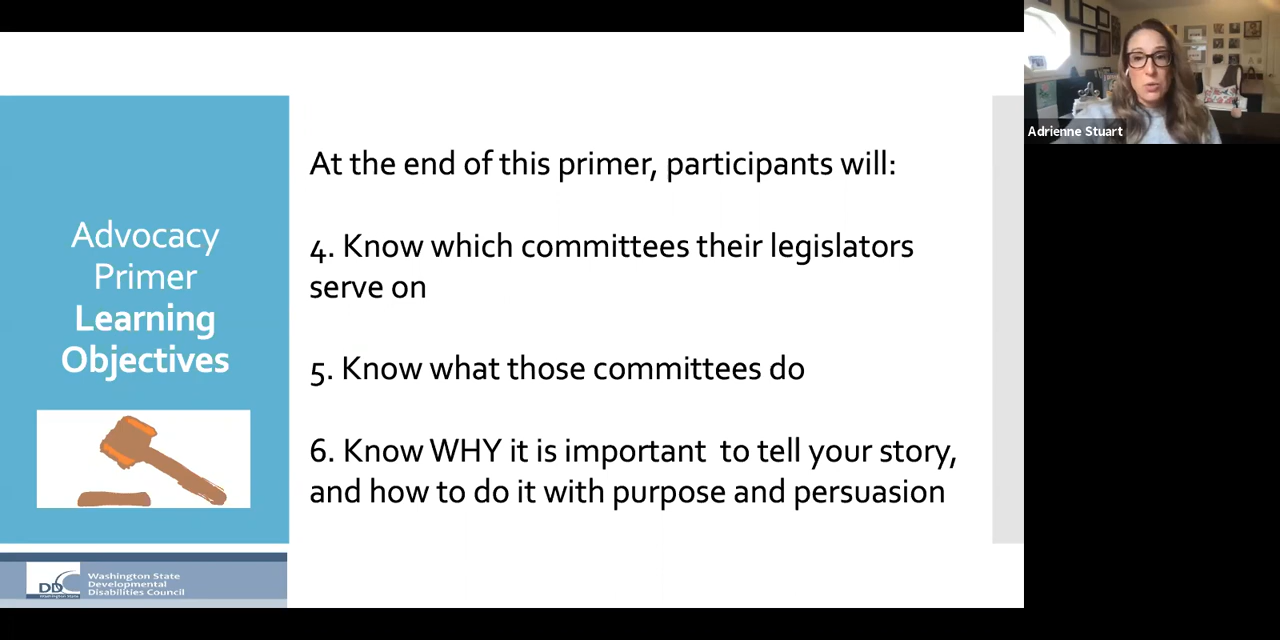 Advocacy
Primer
Learning
Objectives
At the end of this primer, participants will:
4. Know which committees their legislators
serve on
5. Know what those committees do
6. Know WHY it is important  to tell your story,
and how to do it with purpose and persuasion
DDC
Washington State
Developmental
Disabilities Council
Adrienne Stuart